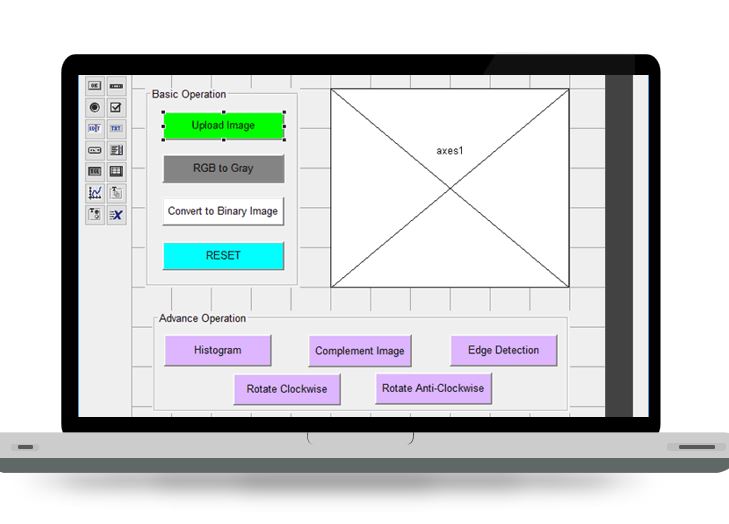 Basic Operation
Upload Image
RGB to Gray
Convert to Binary Image
RESET
axes1
Advance Operation
Histogram
Complement Image
Edge Detection
Rotate Clockwise
Rotate Anti-Clockwise